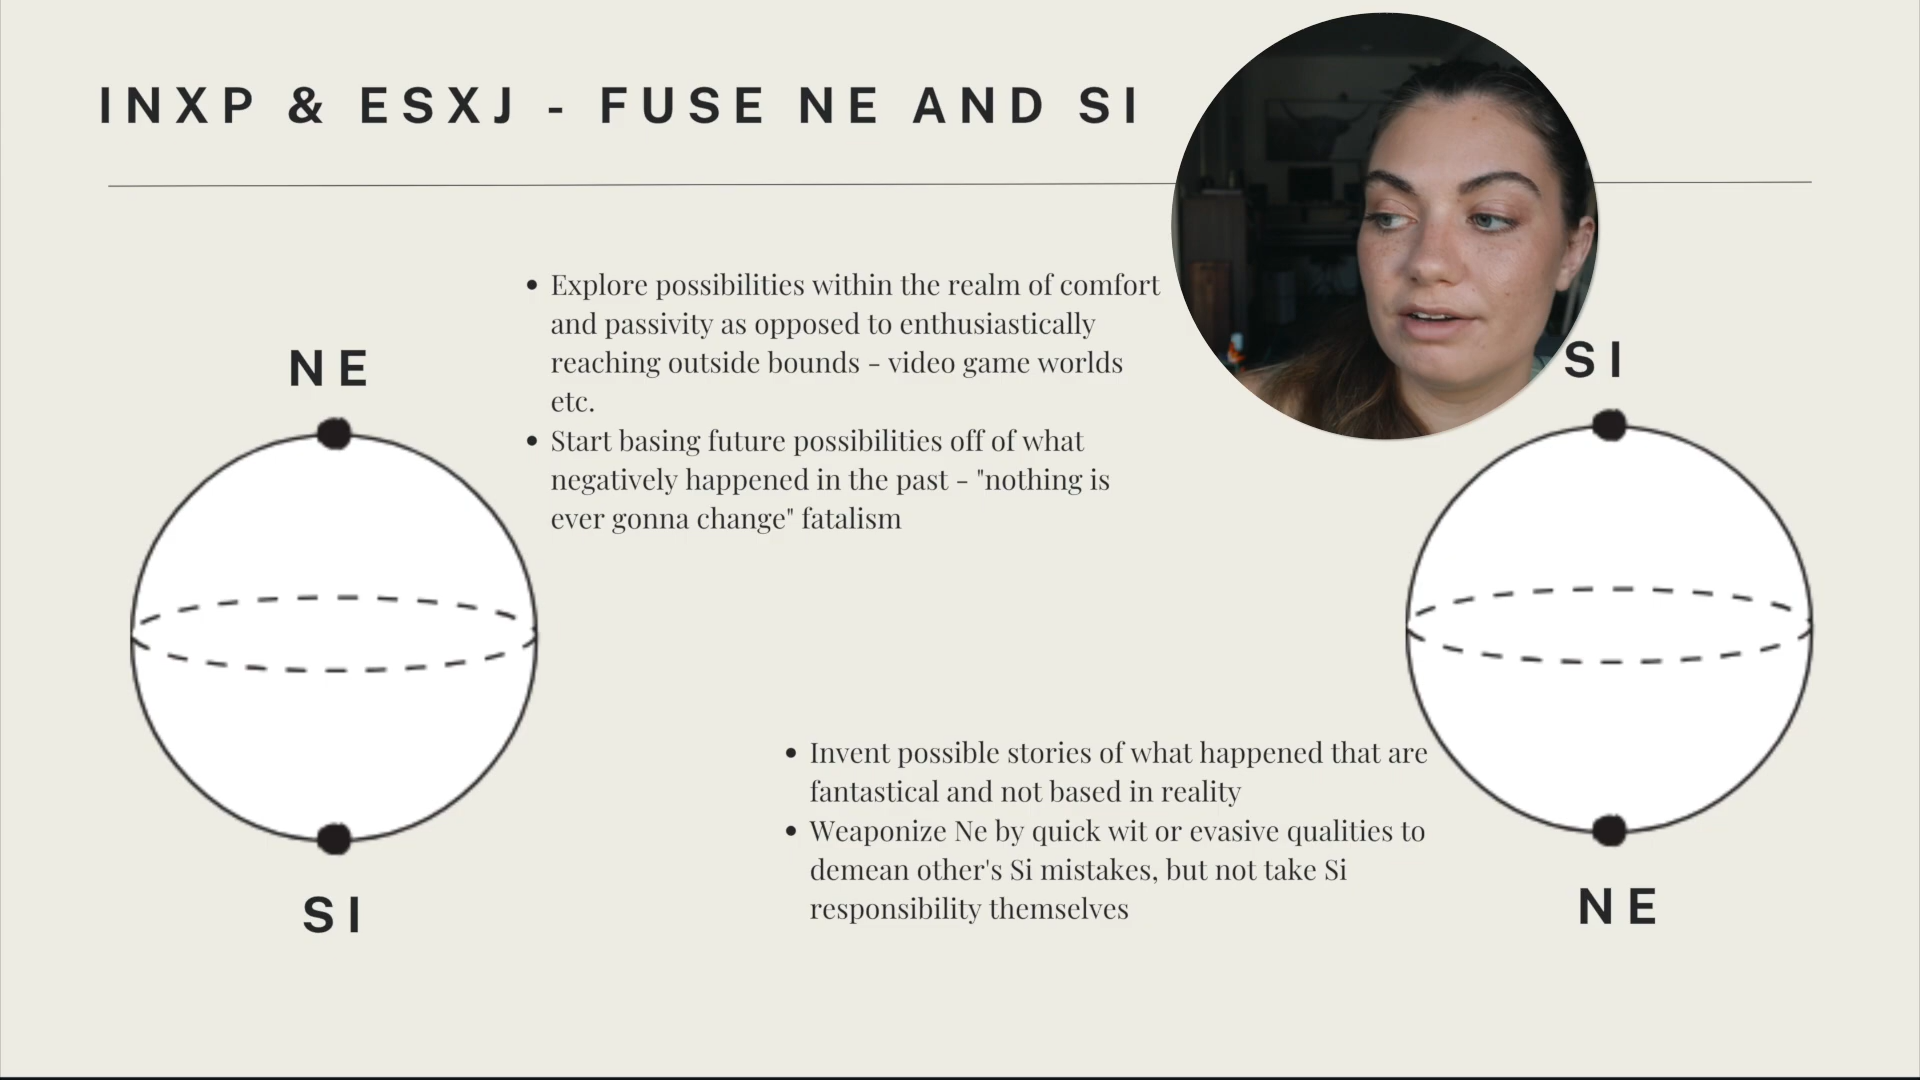 INXP & ESXJ - FUSE NE AND SI
Explore possibilities within the realm of comfort
and passivity as opposed to enthusiastically
reaching outside bounds - video game worlds
etc.
Start basing future possibilities off of what
negatively happened in the past - "nothing is
ever gonna change" fatalism
NE
SI
SI
NE
Invent possible stories of what happened that are
fantastical and not based in reality
Weaponize Ne by quick wit or evasive qualities to
demean other's Si mistakes, but not take Si
responsibility themselves